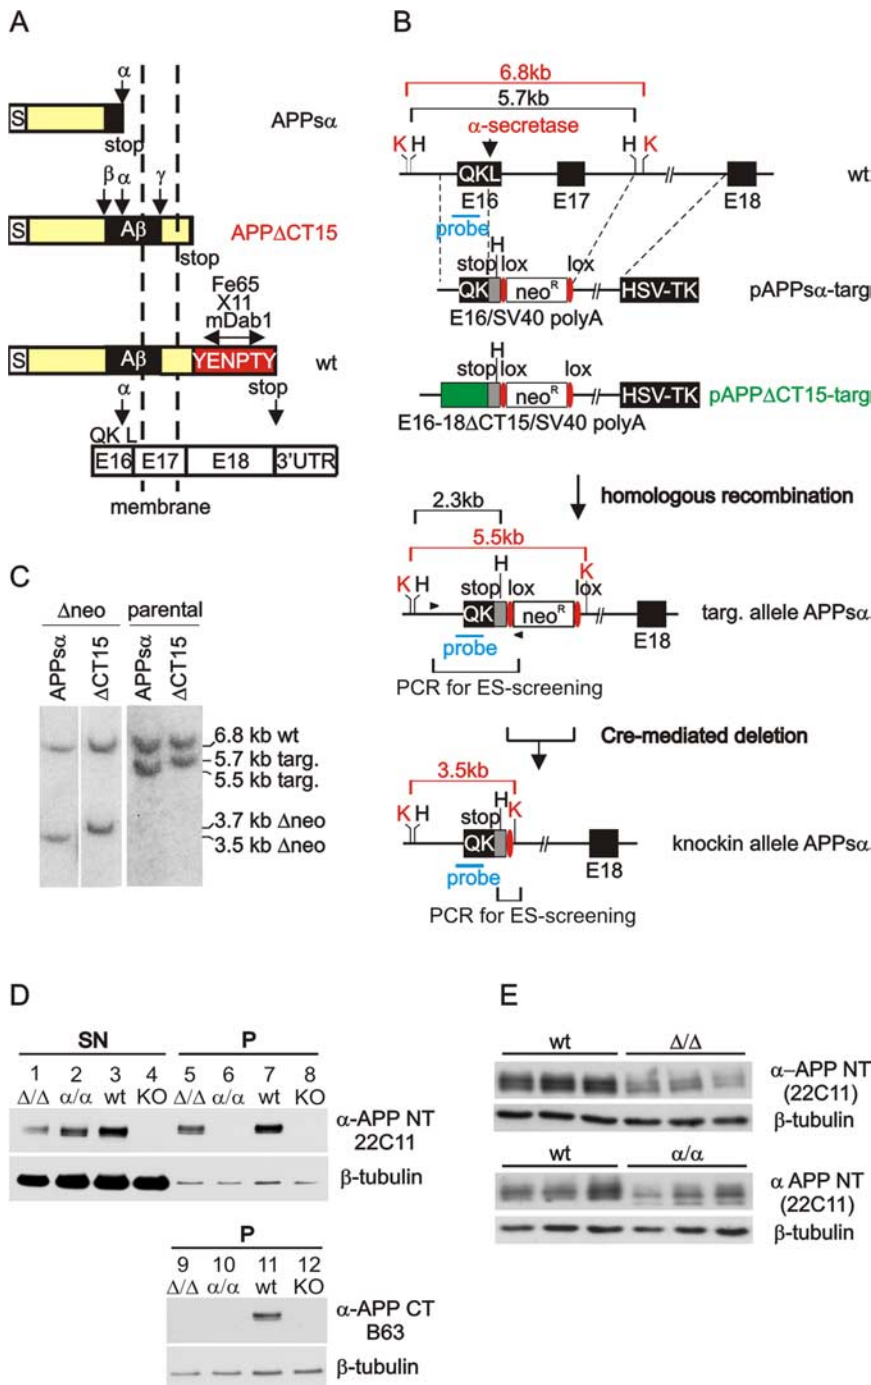 A
α
S
stop
APPsα
β α γ
S
Aβ
APPΔCT15
stop
Fe65
X11
mDab1
S
Aβ
YENPTY
wt
α
stop
QK L
E16 E17 E18 3'UTR
membrane
B
6.8kb
5.7kb
α-secretase
K H H K
QKL
wt
E16 E17 E18
probe
H
stop lox lox
QK neoR HSV-TK
pAPPsα-targ
E16/SV40 polyA
H
stop lox lox
neoR HSV-TK
pAPPΔCT15-targ
E16-18ΔCT15/SV40 polyA
homologous recombination
2.3kb
5.5kb
K H H K
stop lox lox
QK neoR
targ. allele APPsα
E18
probe
PCR for ES-screening
Cre-mediated deletion
3.5kb
K H H K
stop
QK
knockin allele APPsα
E18
probe
PCR for ES-screening
C
Δneo parental
APPsα ΔCT15 APPsα ΔCT15
6.8 kb wt
5.7 kb targ.
5.5 kb targ.
3.7 kb Δneo
3.5 kb Δneo
D
SN P
1 2 3 4 5 6 7 8
Δ/Δ α/α wt KO Δ/Δ α/α wt KO
α-APP NT
22C11
β-tubulin
P
9 10 11 12
Δ/Δ α/α wt KO
α-APP CT
B63
β-tubulin
E
wt Δ/Δ
α–APP NT
(22C11)
β-tubulin
wt α/α
α APP NT
(22C11)
β-tubulin